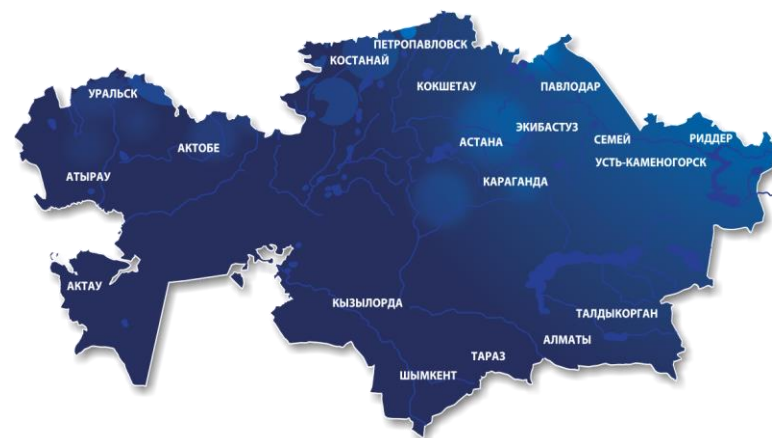 ПЕТРОПАВЛОВСК
КОСТАНАЙ
КОКШЕТАУ
ПАВЛОДАР
УРАЛЬСК
ЭКИБАСТУЗ
АСТАНА
СЕМЕЙ
РИДДЕР
АКТОБЕ
УСТЬ-КАМЕНОГОРСК
АТЫРАУ
КАРАГАНДА
АКТАУ
КЫЗЫЛОРДА
ТАЛДЫКОРГАН
АЛМАТЫ
ТАРАЗ
ШЫМКЕНТ